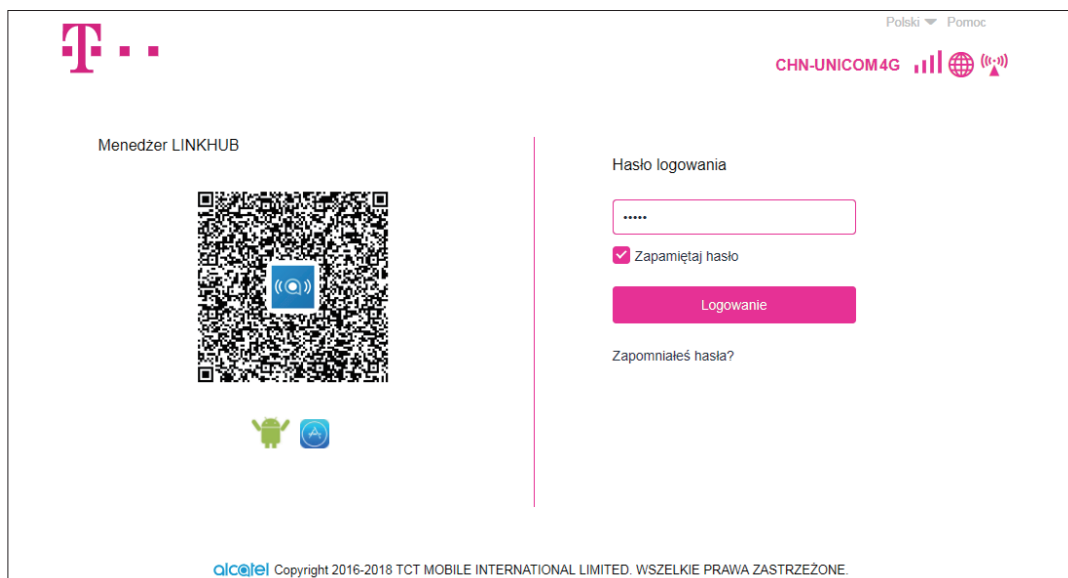 Polski Pomoc
T
CHN-UNICOM4G
Menedżer LINKHUB
Hasło logowania
•••••
Zapamiętaj hasło
Logowanie
Zapomniałeś hasła?
alcatel Copyright 2016-2018 TCT MOBILE INTERNATIONAL LIMITED. WSZELKIE PRAWA ZASTRZEŻONE.